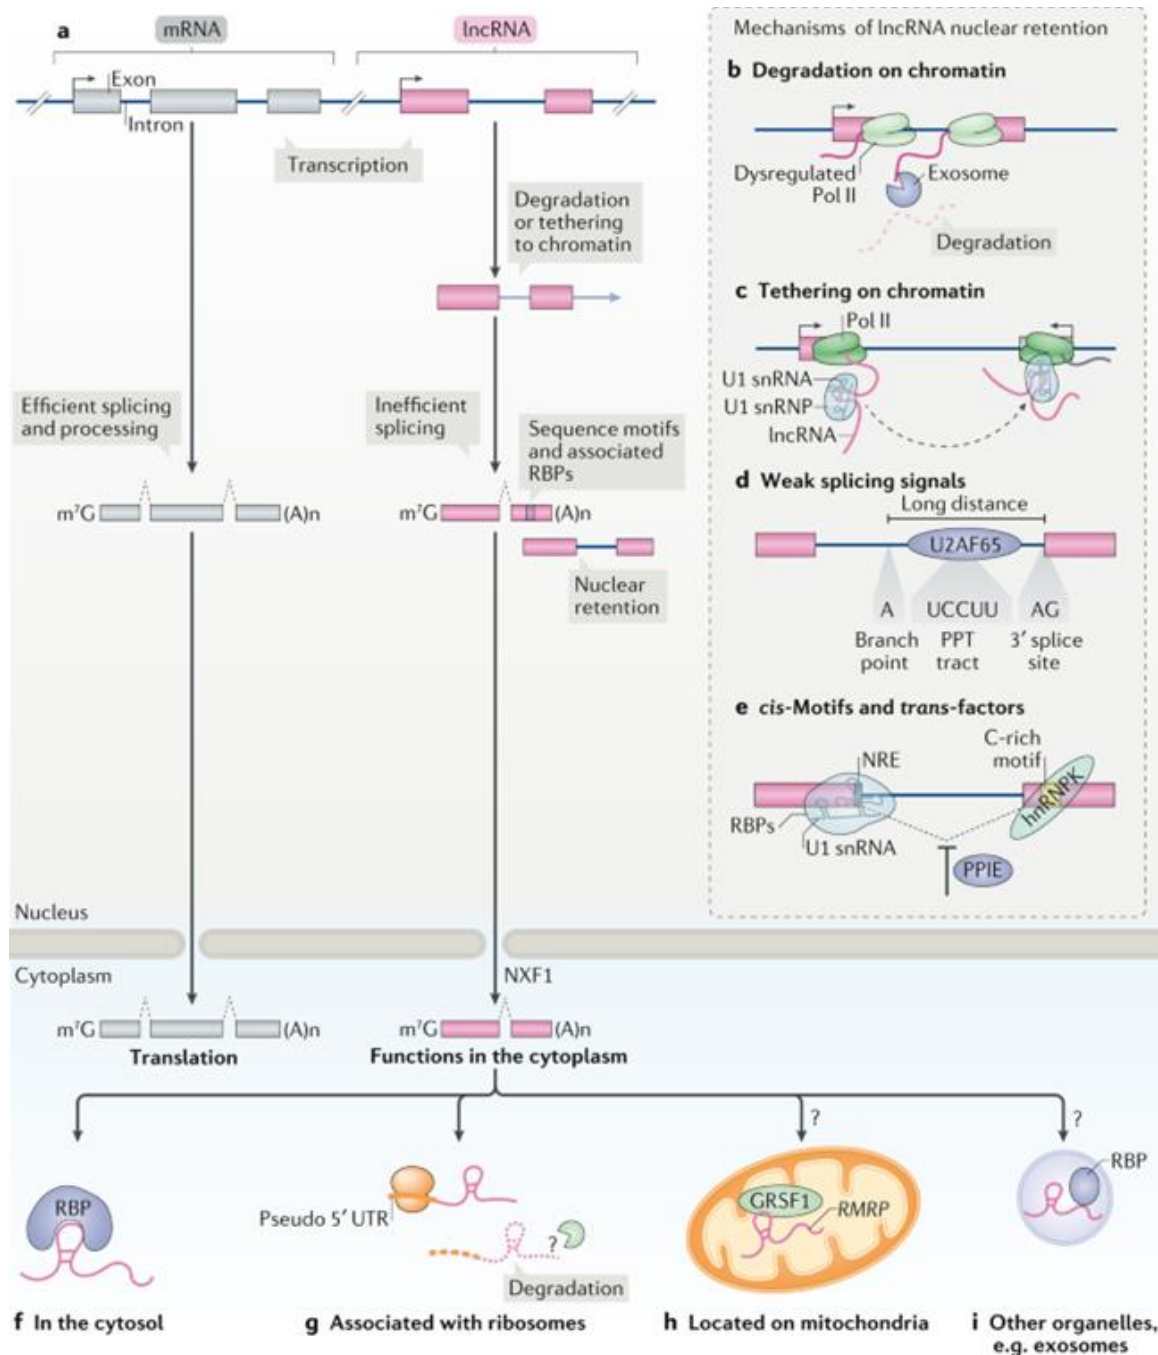 a
mRNA
lncRNA
Exon
Intron
Transcription
Degradation
or tethering
to chromatin
Efficient splicing
and processing
Inefficient
splicing
Sequence motifs
and associated
RBPs
m⁷G
(A)n
m⁷G
(A)n
Nuclear
retention
Mechanisms of lncRNA nuclear retention
b Degradation on chromatin
Dysregulated
Pol II
Exosome
Degradation
c Tethering on chromatin
Pol II
U1 snRNA
U1 snRNP
lncRNA
d Weak splicing signals
Long distance
U2AF65
A
UCCUU
AG
Branch
point
PPT
tract
3′ splice
site
e cis-Motifs and trans-factors
C-rich
motif
NRE
hnRNPK
RBPs
U1 snRNA
PPIE
Nucleus
Cytoplasm
NXF1
m⁷G
(A)n
m⁷G
(A)n
Translation
Functions in the cytoplasm
?
?
RBP
Pseudo 5′ UTR
?
Degradation
GRSF1
RMRP
RBP
f In the cytosol
g Associated with ribosomes
h Located on mitochondria
i Other organelles,
e.g. exosomes